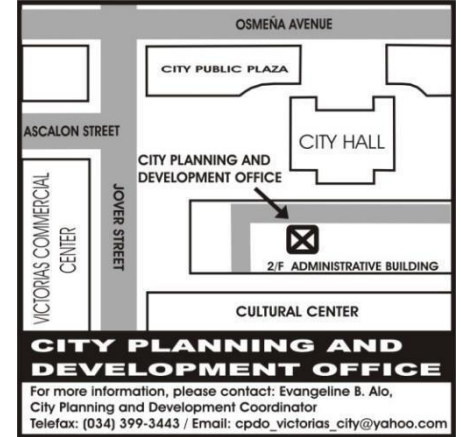 OSMEÑA AVENUE
CITY PUBLIC PLAZA
ASCALON STREET
CITY HALL
CITY PLANNING AND
DEVELOPMENT OFFICE
VICTORIAS COMMERCIAL
CENTER
JOVER STREET
2/F ADMINISTRATIVE BUILDING
CULTURAL CENTER
CITY PLANNING AND
DEVELOPMENT OFFICE
For more information, please contact: Evangeline B. Alo,
City Planning and Development Coordinator
Telefax: (034) 399-3443 / Email: cpdo_victorias_city@yahoo.com